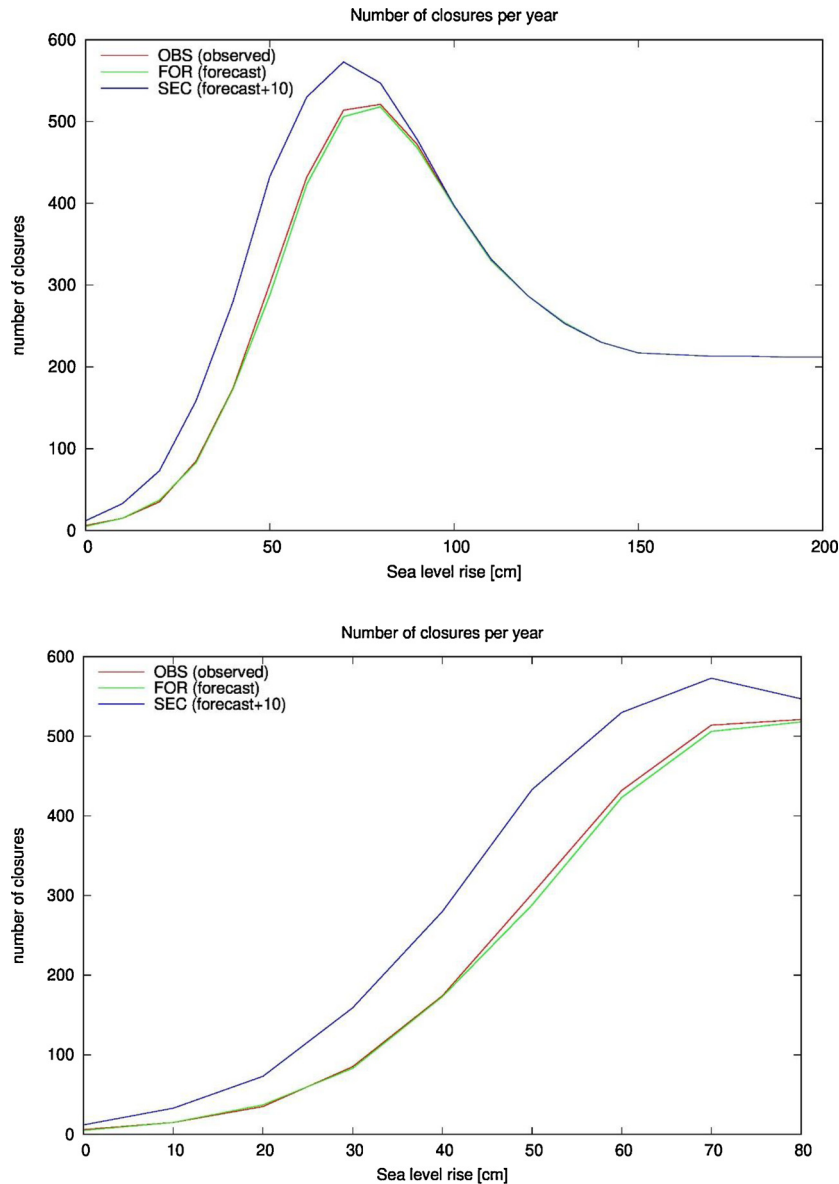 Number of closures per year
600
500
400
300
200
100
0
number of closures
OBS (observed)
FOR (forecast)
SEC (forecast+10)
0 50 100 150 200
Sea level rise [cm]
Number of closures per year
600
500
400
300
200
100
0
number of closures
OBS (observed)
FOR (forecast)
SEC (forecast+10)
0 10 20 30 40 50 60 70 80
Sea level rise [cm]